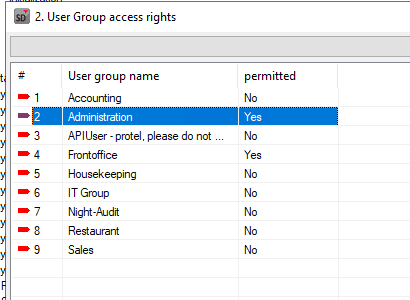 SD 2. User Group access rights
# User group name permitted
1 Accounting No
2 Administration Yes
3 APIUser - protel, please do not ... No
4 Frontoffice Yes
5 Housekeeping No
6 IT Group No
7 Night-Audit No
8 Restaurant No
9 Sales No